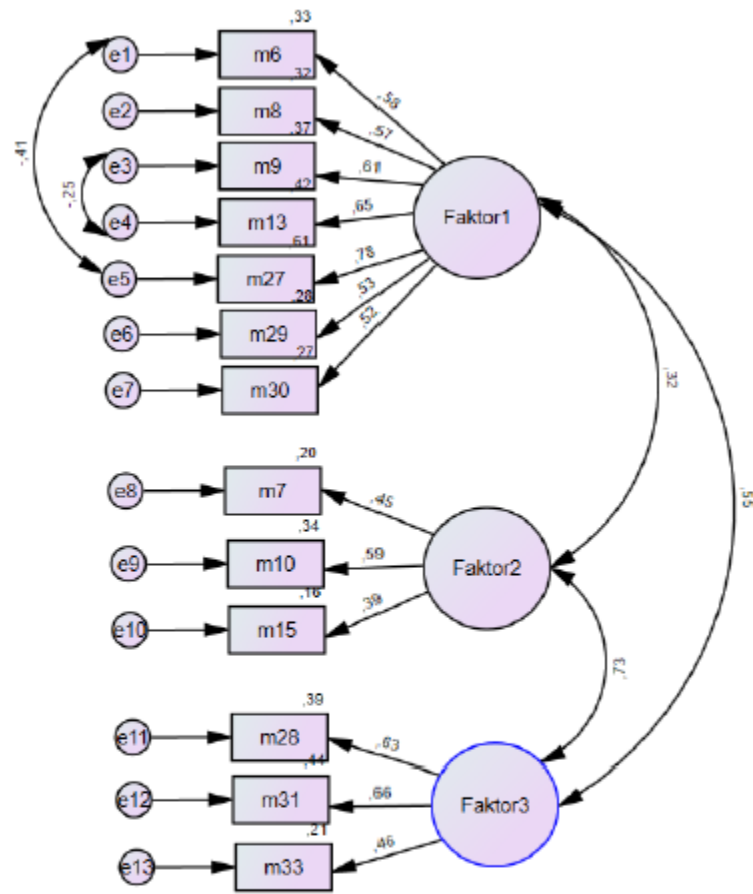 ,33
e1 m6 ,58
,32
e2 m8 ,57
,37
e3 m9 ,61
,42
e4 m13 ,65
,61
e5 m27 ,78
,28
e6 m29 ,53
,27
e7 m30 ,52
Faktor1
-,41
-,25
,32
,55
,20
e8 m7 ,45
,34
e9 m10 ,59
,16
e10 m15 ,39
Faktor2
,73
,39
e11 m28 ,63
,44
e12 m31 ,66
,21
e13 m33 ,46
Faktor3